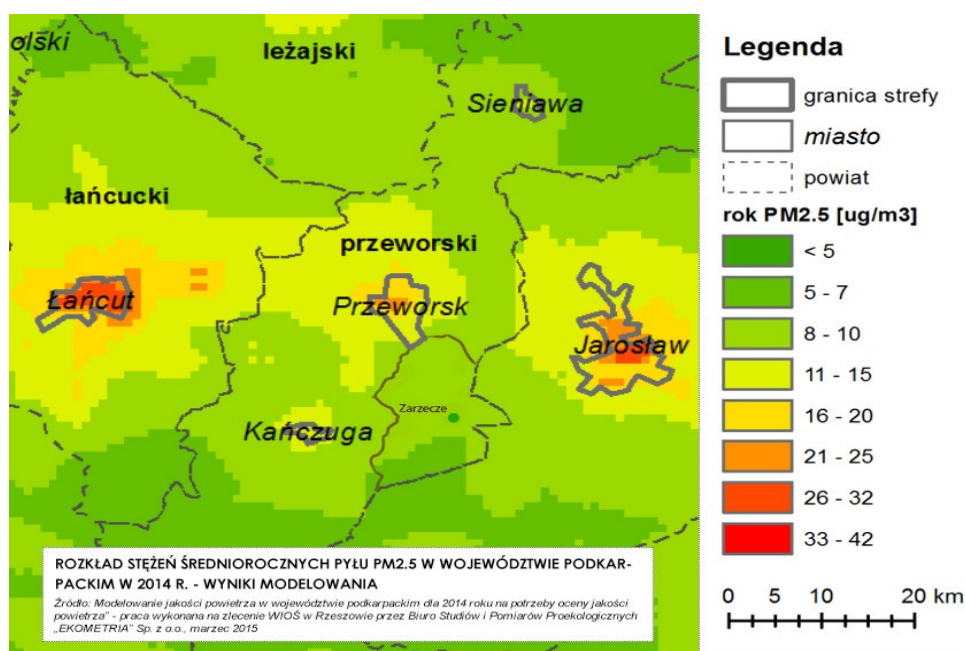 olski
leżajski
Sieniawa
łańcucki
przeworski
Łańcut
Przeworsk
Jarosław
Zarzecze
Kańczuga
ROZKŁAD STĘŻEŃ ŚREDNIOROCZNYCH PYŁU PM2.5 W WOJEWÓDZTWIE PODKAR-
PACKIM W 2014 R. - WYNIKI MODELOWANIA
Źródło: Modelowanie jakości powietrza w województwie podkarpackim dla 2014 roku na potrzeby oceny jakości
powietrza" - praca wykonana na zlecenie WIOŚ w Rzeszowie przez Biuro Studiów i Pomiarów Proekologicznych
„EKOMETRIA" Sp. z o.o., marzec 2015
Legenda
granica strefy
miasto
powiat
rok PM2.5 [ug/m3]
< 5
5 - 7
8 - 10
11 - 15
16 - 20
21 - 25
26 - 32
33 - 42
0 5 10 20 km